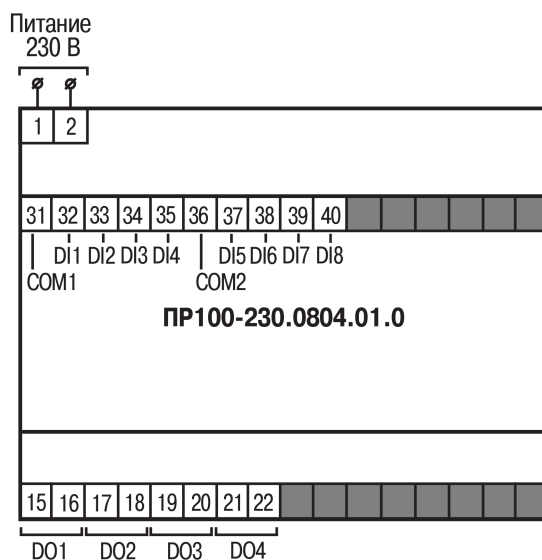 Питание
230 В
1 2
31 32 33 34 35 36 37 38 39 40
DI1 DI2 DI3 DI4 DI5 DI6 DI7 DI8
COM1 COM2
ПР100-230.0804.01.0
15 16 17 18 19 20 21 22
DO1 DO2 DO3 DO4